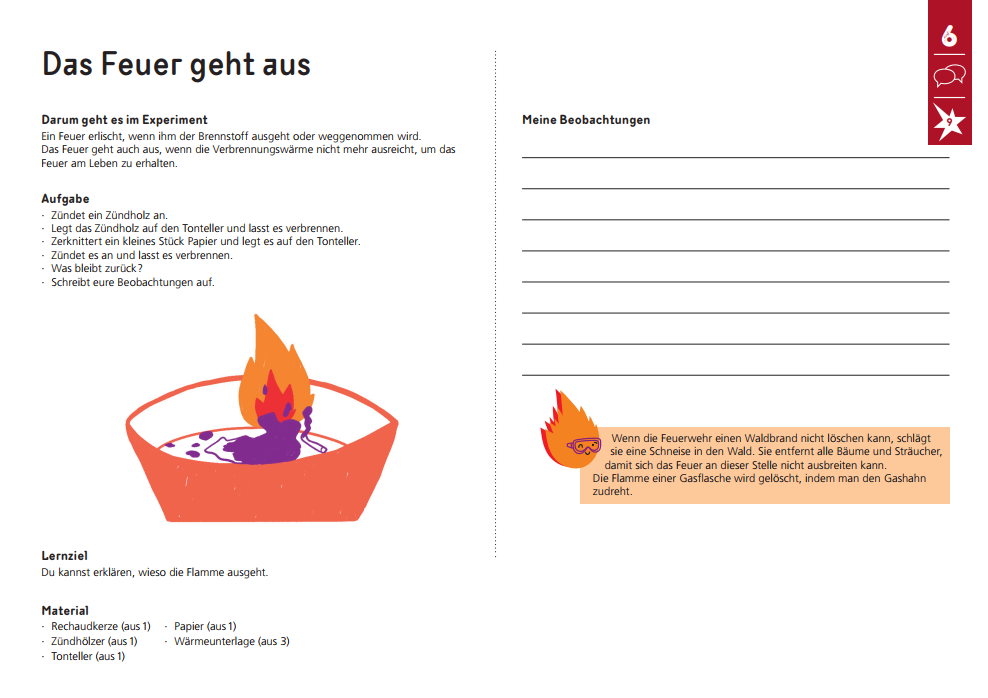 Das Feuer geht aus
Darum geht es im Experiment
Ein Feuer erlischt, wenn ihm der Brennstoff ausgeht oder weggenommen wird.
Das Feuer geht auch aus, wenn die Verbrennungswärme nicht mehr ausreicht, um das
Feuer am Leben zu erhalten.
Aufgabe
· Zündet ein Zündholz an.
· Legt das Zündholz auf den Tonteller und lasst es verbrennen.
· Zerknittert ein kleines Stück Papier und legt es auf den Tonteller.
· Zündet es an und lasst es verbrennen.
· Was bleibt zurück?
· Schreibt eure Beobachtungen auf.
Lernziel
Du kannst erklären, wieso die Flamme ausgeht.
Material
· Rechaudkerze (aus 1)
· Zündhölzer (aus 1)
· Tonteller (aus 1)
· Papier (aus 1)
· Wärmeunterlage (aus 3)
6
9
Meine Beobachtungen
Wenn die Feuerwehr einen Waldbrand nicht löschen kann, schlägt
sie eine Schneise in den Wald. Sie entfernt alle Bäume und Sträucher,
damit sich das Feuer an dieser Stelle nicht ausbreiten kann.
Die Flamme einer Gasflasche wird gelöscht, indem man den Gashahn
zudreht.